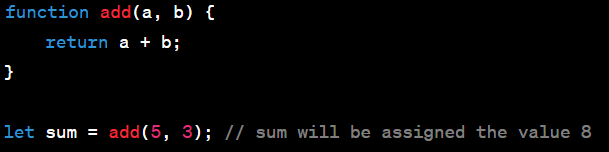 function add(a, b) {
    return a + b;
}
let sum = add(5, 3); // sum will be assigned the value 8